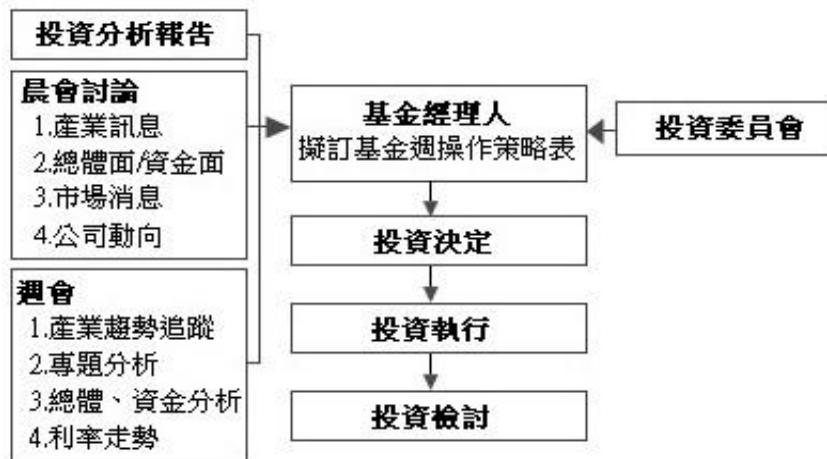 投資分析報告
晨會討論
1.產業訊息
2.總體面/資金面
3.市場消息
4.公司動向
週會
1.產業趨勢追蹤
2.專題分析
3.總體、資金分析
4.利率走勢
基金經理人
擬訂基金週操作策略表
投資委員會
投資決定
投資執行
投資檢討